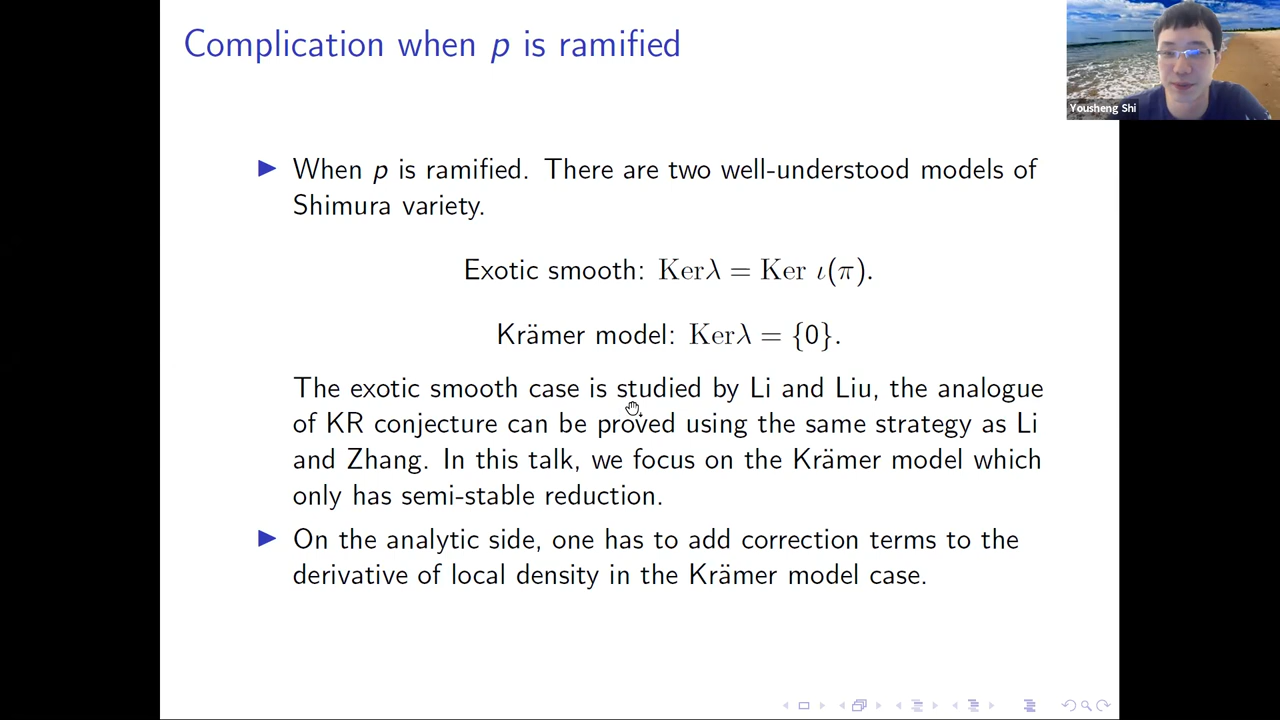 Complication when p is ramified
Yousheng Shi
▶ When p is ramified. There are two well-understood models of
Shimura variety.
Exotic smooth: Kerλ = Ker ι(π).
Krämer model: Kerλ = {0}.
The exotic smooth case is studied by Li and Liu, the analogue
of KR conjecture can be proved using the same strategy as Li
and Zhang. In this talk, we focus on the Krämer model which
only has semi-stable reduction.
▶ On the analytic side, one has to add correction terms to the
derivative of local density in the Krämer model case.